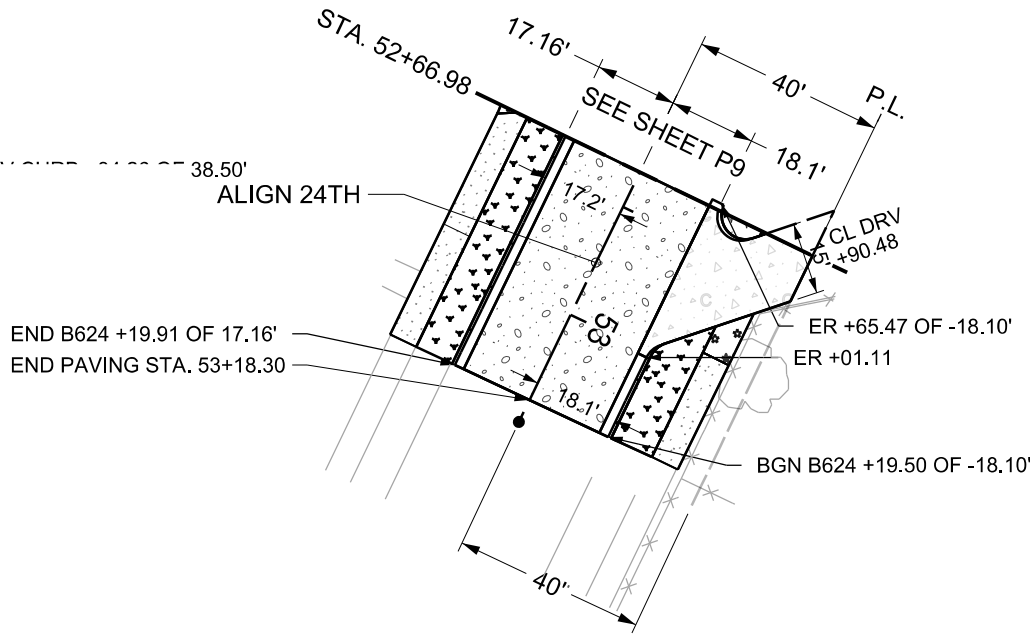 STA. 52+66.98
17.16'
40'
P.L.
SEE SHEET P9
18.1'
38.50'
ALIGN 24TH
17.2'
CL DRV
+90.48
15'
53
C
C
END B624 +19.91 OF 17.16'
END PAVING STA. 53+18.30
ER +65.47 OF -18.10'
ER +01.11
18.1'
BGN B624 +19.50 OF -18.10'
40'